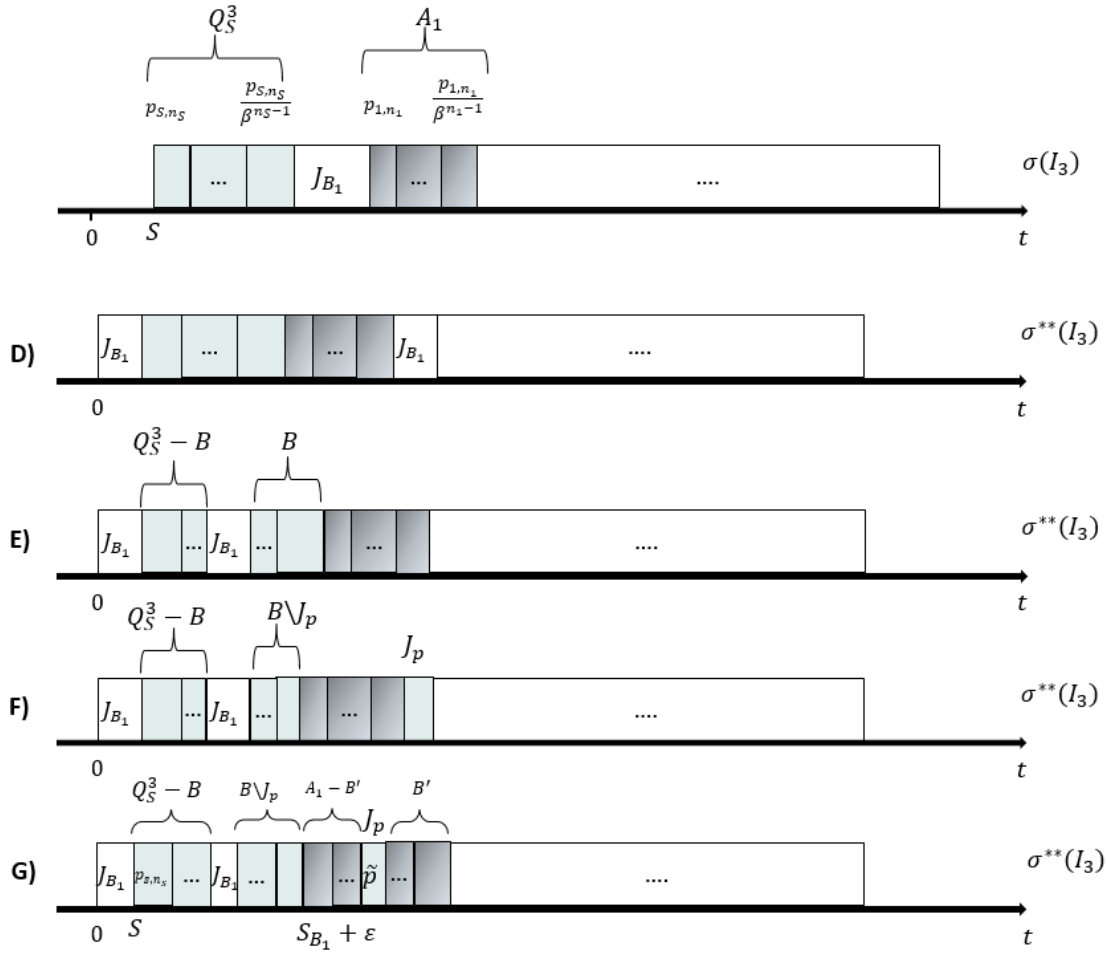 Q_S^3 A_1
p_{S,n_S} \frac{p_{S,n_S}}{β^{n_S-1}} p_{1,n_1} \frac{p_{1,n_1}}{β^{n_1-1}}
... J_{B_1} ... .... σ(I_3)
0 S t
D) J_{B_1} ... ... J_{B_1} .... σ^{**}(I_3)
0 t
Q_S^3 − B B
E) J_{B_1} ... J_{B_1} ... ... .... σ^{**}(I_3)
0 t
Q_S^3 − B B\J_p J_p
F) J_{B_1} ... J_{B_1} ... ... .... σ^{**}(I_3)
0 t
Q_S^3 − B B\J_p A_1 − B′ J_p B′
G) J_{B_1} p_{s,n_s} ... J_{B_1} ... ... p̃ ... .... σ^{**}(I_3)
0 S S_{B_1} + ε t